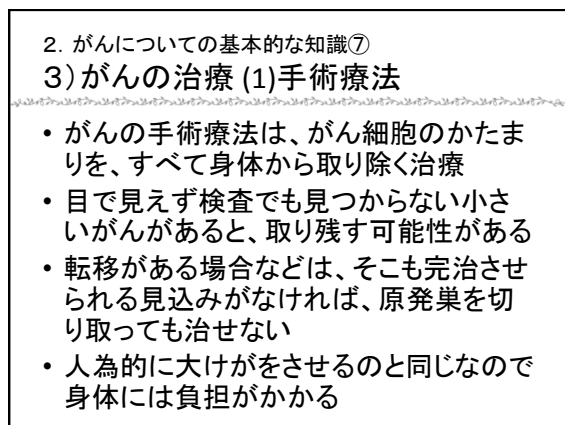 ２．がんについての基本的な知識⑦
３）がんの治療 (1)手術療法
• がんの手術療法は、がん細胞のかたま
りを、すべて身体から取り除く治療
• 目で見えず検査でも見つからない小さ
いがんがあると、取り残す可能性がある
• 転移がある場合などは、そこも完治させ
られる見込みがなければ、原発巣を切
り取っても治せない
• 人為的に大けがをさせるのと同じなので
身体には負担がかかる